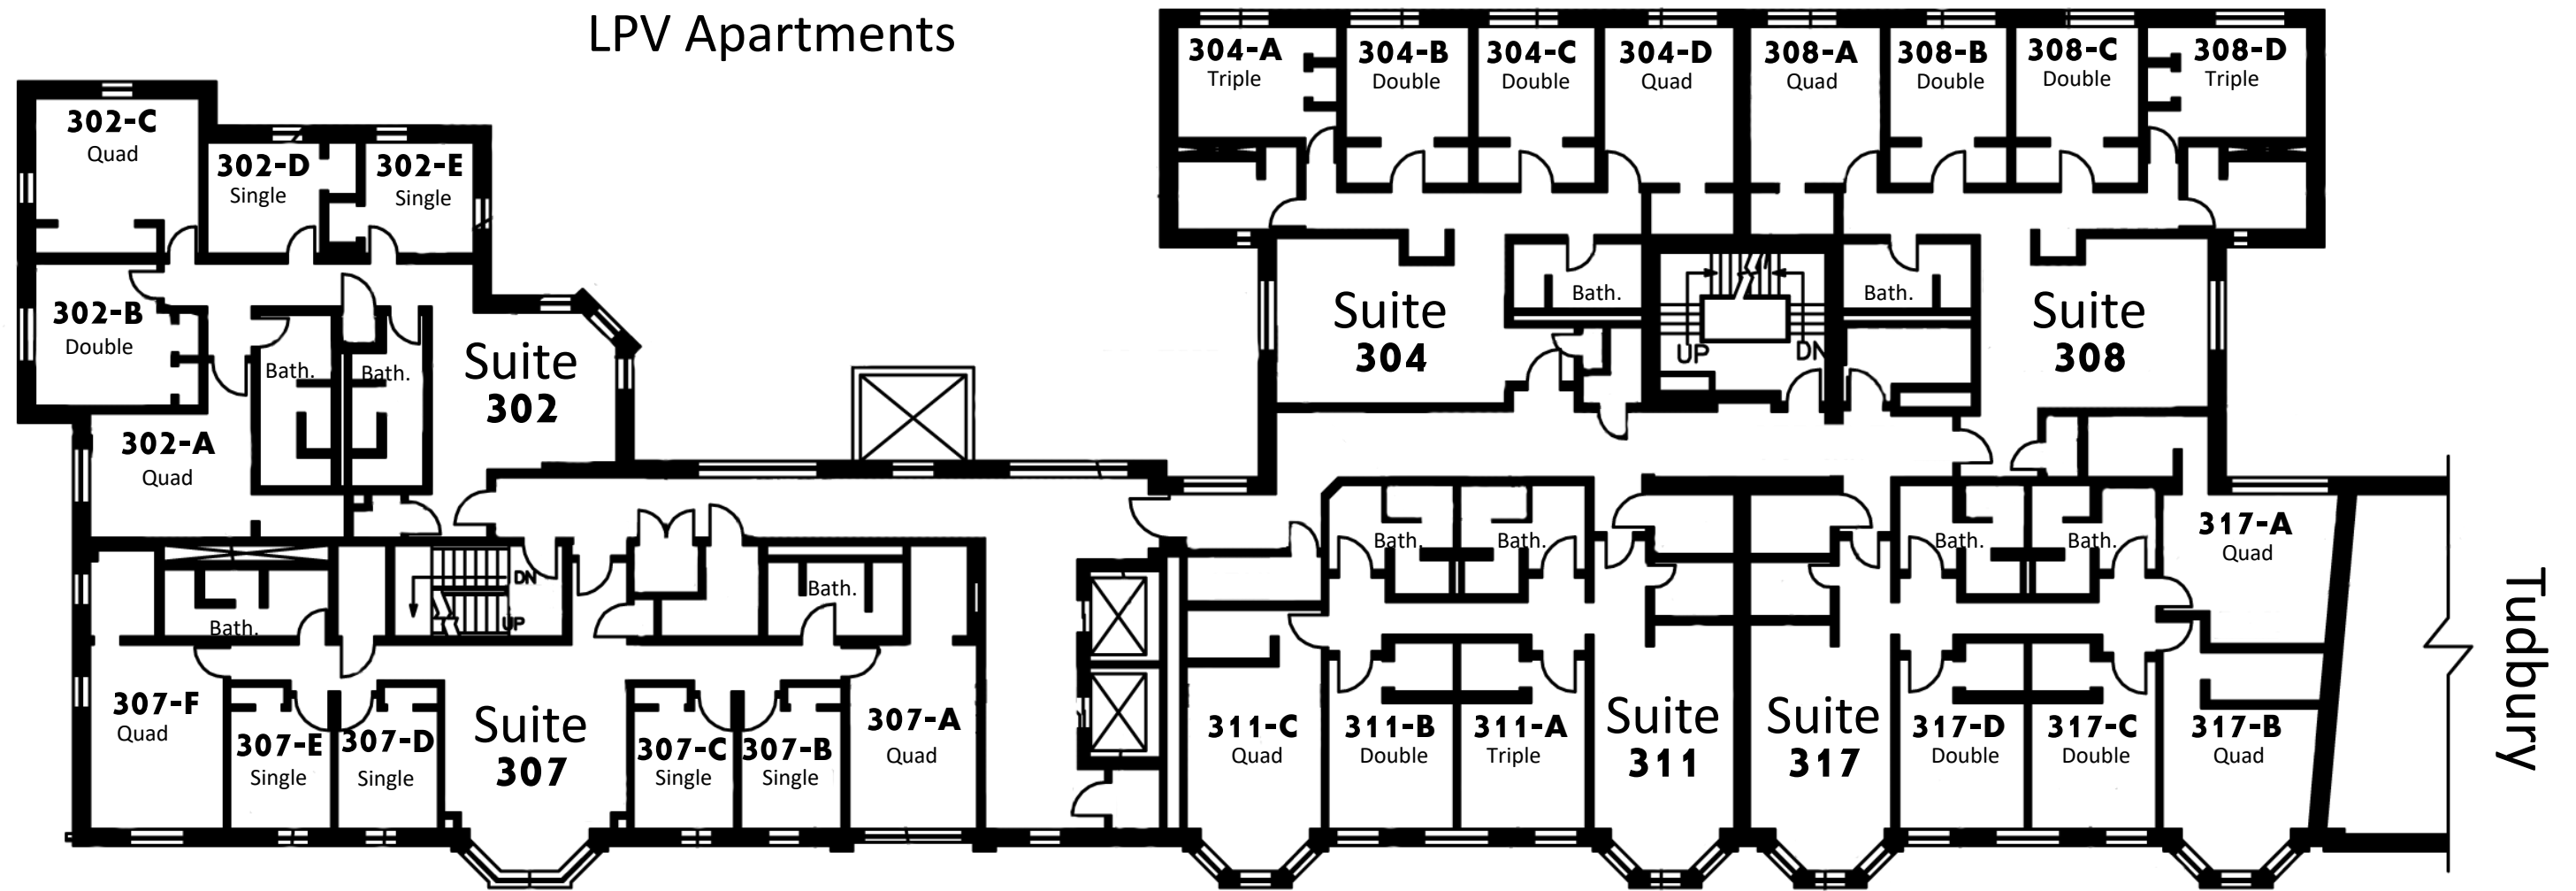 LPV Apartments
304-A
Triple
304-B
Double
304-C
Double
304-D
Quad
308-A
Quad
308-B
Double
308-C
Double
308-D
Triple
302-C
Quad
302-D
Single
302-E
Single
302-B
Double
Bath.
Bath.
Suite
302
302-A
Quad
Suite
304
Bath.
UP
DN
Bath.
Suite
308
DN
UP
Bath.
Bath.
Bath.
Bath.
Bath.
Bath.
317-A
Quad
307-F
Quad
307-E
Single
307-D
Single
Suite
307
307-C
Single
307-B
Single
307-A
Quad
311-C
Quad
311-B
Double
311-A
Triple
Suite
311
Suite
317
317-D
Double
317-C
Double
317-B
Quad
Tudbury